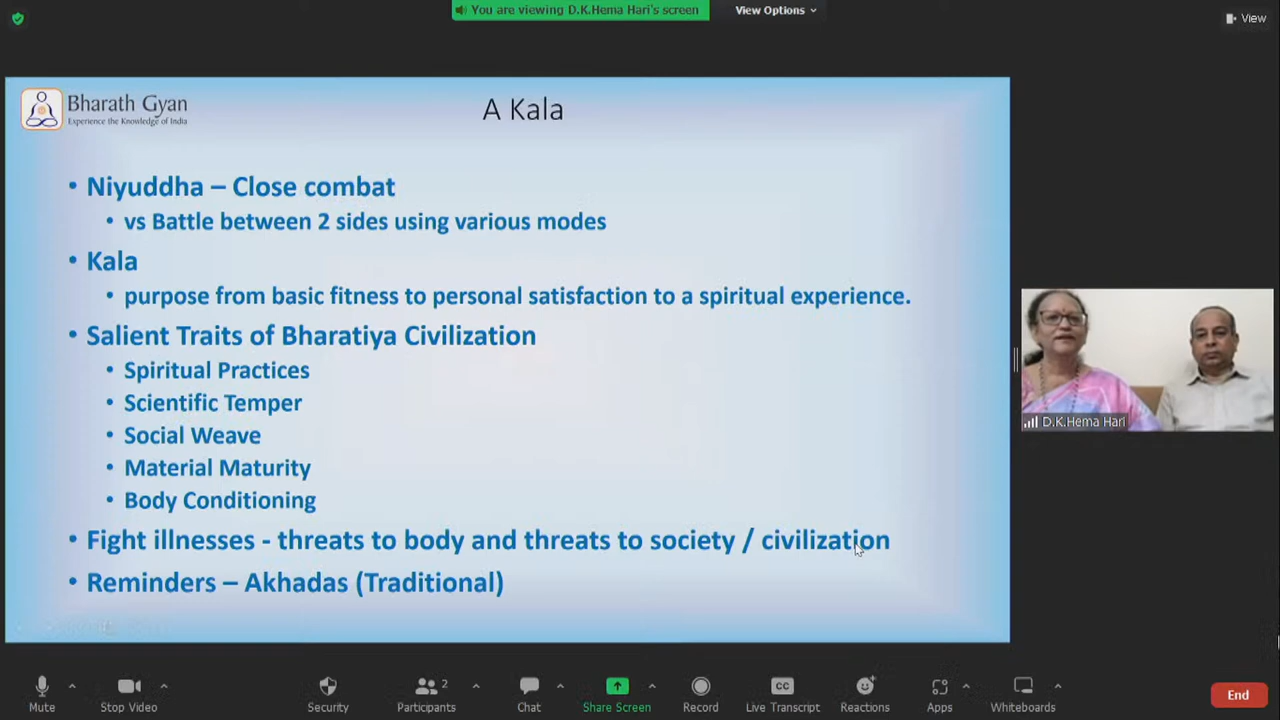 You are viewing D.K.Hema Hari's screen
View Options
View
Bharath Gyan
Experience the Knowledge of India
A Kala
• Niyuddha – Close combat
• vs Battle between 2 sides using various modes
• Kala
• purpose from basic fitness to personal satisfaction to a spiritual experience.
• Salient Traits of Bharatiya Civilization
• Spiritual Practices
• Scientific Temper
• Social Weave
• Material Maturity
• Body Conditioning
• Fight illnesses - threats to body and threats to society / civilization
• Reminders – Akhadas (Traditional)
D.K.Hema Hari
Mute
Stop Video
Security
Participants
2
Chat
Share Screen
Record
CC
Live Transcript
Reactions
Apps
Whiteboards
End